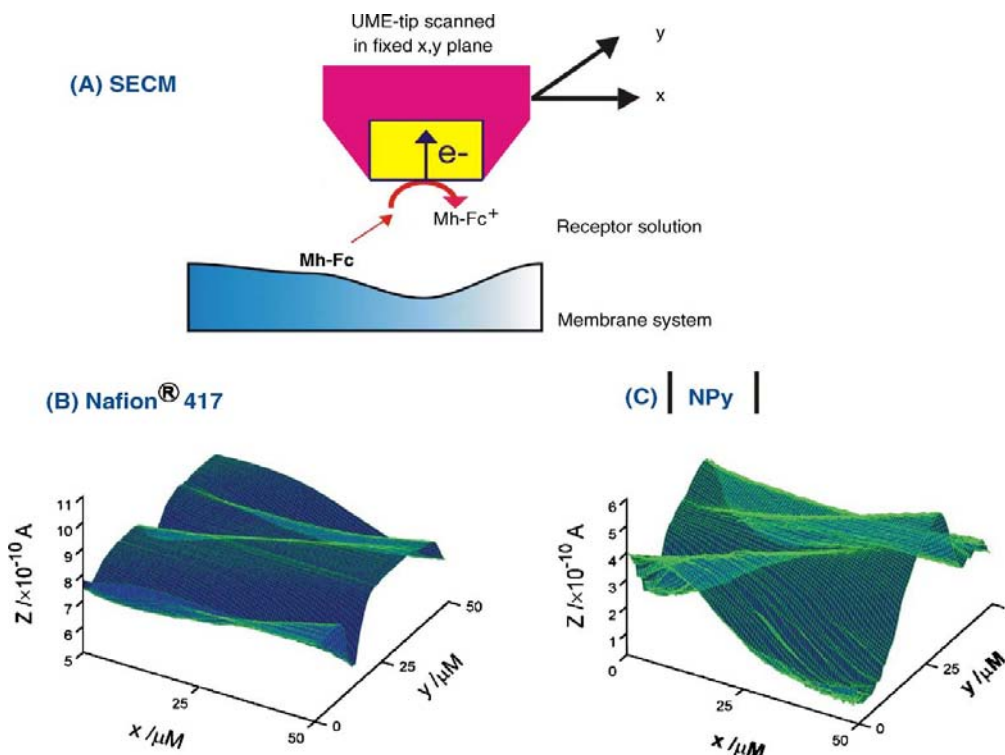 UME-tip scanned
in fixed x,y plane
(A) SECM
y
x
e-
Mh-Fc+
Receptor solution
Mh-Fc
Membrane system
(B) Nafion® 417
(C) | NPy |
Z /×10-10 A
11
10
9
8
7
6
5
25
50
x /µM
0
25
50
y /µM
Z /×10-10 A
6
5
4
3
2
1
0
25
50
x /µM
0
25
y /µM